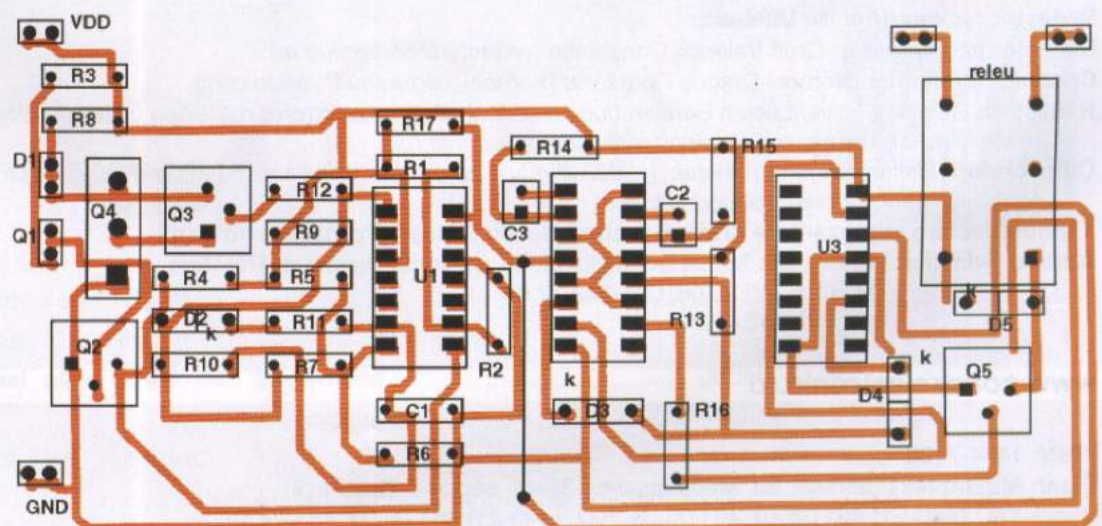 VDD
R3
R8
D1
Q4
Q3
Q1
R12
R9
R4
R5
D2
k
R11
Q2
R10
R7
GND
R17
R1
U1
R2
C1
R6
R14
C3
C2
R15
R13
k
D3
R16
U3
releu
k
D5
k
D4
Q5